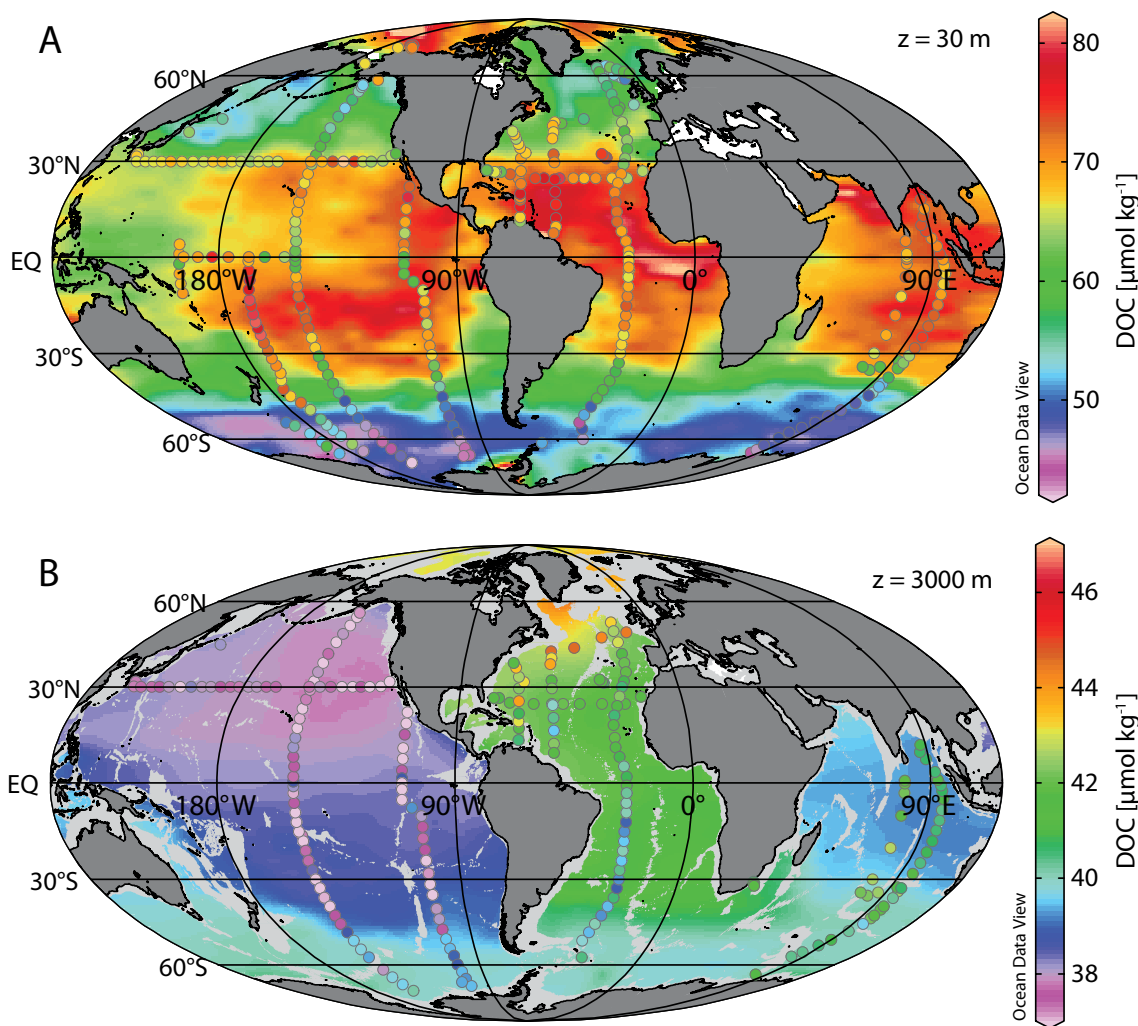 A
z = 30 m
60°N
30°N
EQ
180°W
90°W
0°
90°E
30°S
60°S
Ocean Data View
DOC [μmol kg⁻¹]
80
70
60
50
B
z = 3000 m
60°N
30°N
EQ
180°W
90°W
0°
90°E
30°S
60°S
Ocean Data View
DOC [μmol kg⁻¹]
46
44
42
40
38